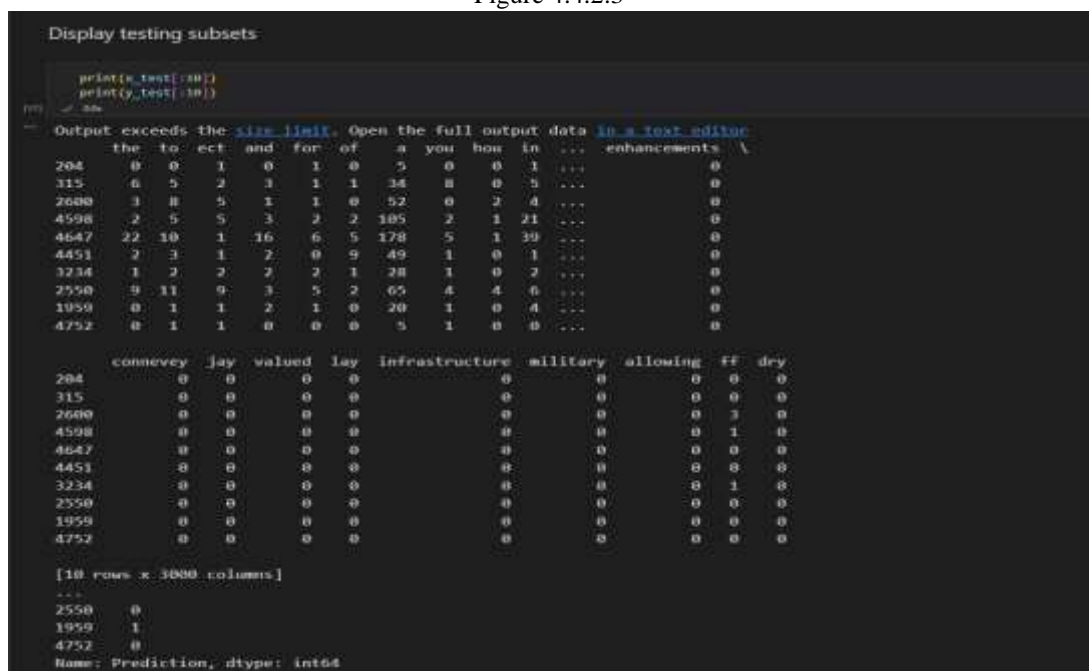 Figure 4.4.2.3
Display testing subsets
print(x_test[:10])
print(y_test[:10])
Output exceeds the size limit. Open the full output data in a text editor
the to ect and for of a you hou in ... enhancements \
204 0 0 1 0 1 0 5 0 0 1 ... 0
315 6 5 2 3 1 1 34 8 0 5 ... 0
2600 3 8 5 1 1 0 52 0 2 4 ... 0
4598 2 5 5 3 2 2 105 2 1 21 ... 0
4647 22 10 1 16 6 5 178 5 1 39 ... 0
4451 2 3 1 2 0 9 49 1 0 1 ... 0
3234 1 2 2 2 2 1 28 1 0 2 ... 0
2550 9 11 9 3 5 2 65 4 4 6 ... 0
1959 0 1 1 2 1 0 20 1 0 4 ... 0
4752 0 1 1 0 0 0 5 1 0 0 ... 0
connevey jay valued lay infrastructure military allowing ff dry
204 0 0 0 0 0 0 0 0 0
315 0 0 0 0 0 0 0 0 0
2600 0 0 0 0 0 0 0 3 0
4598 0 0 0 0 0 0 0 1 0
4647 0 0 0 0 0 0 0 0 0
4451 0 0 0 0 0 0 0 0 0
3234 0 0 0 0 0 0 0 1 0
2550 0 0 0 0 0 0 0 0 0
1959 0 0 0 0 0 0 0 0 0
4752 0 0 0 0 0 0 0 0 0
[10 rows x 3000 columns]
...
2550 0
1959 1
4752 0
Name: Prediction, dtype: int64